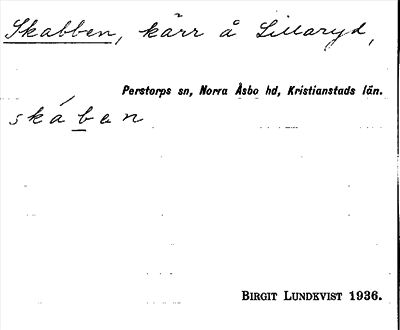 Skabben, kärr å Lillaryd,
Perstorps sn, Norra Åsbo hd, Kristianstads län.
skáben
BIRGIT LUNDKVIST 1936.